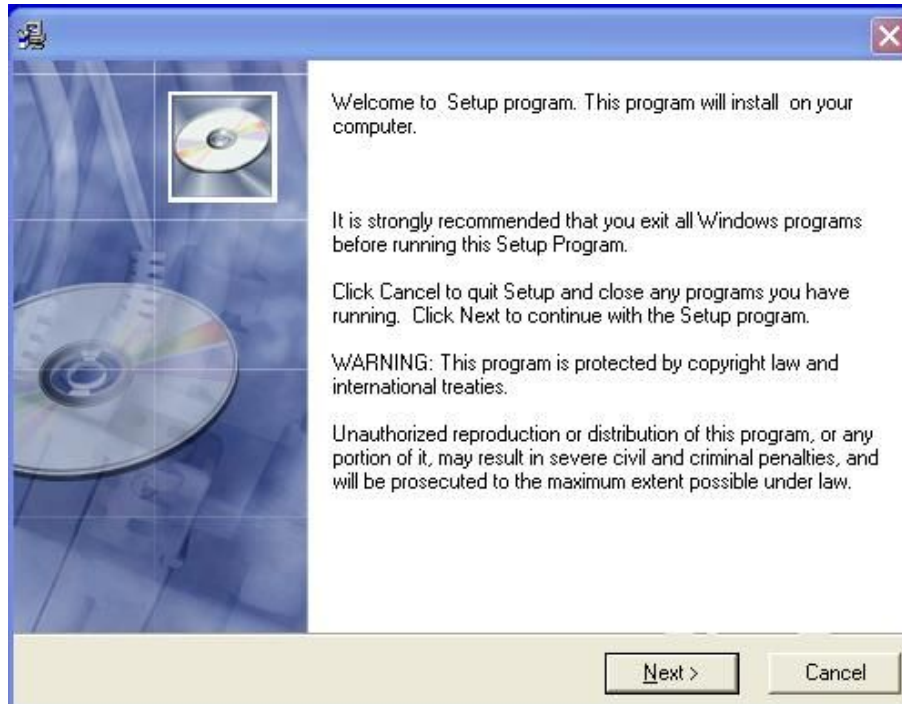 Welcome to  Setup program. This program will install  on your
computer.
It is strongly recommended that you exit all Windows programs
before running this Setup Program.
Click Cancel to quit Setup and close any programs you have
running.  Click Next to continue with the Setup program.
WARNING: This program is protected by copyright law and
international treaties.
Unauthorized reproduction or distribution of this program, or any
portion of it, may result in severe civil and criminal penalties, and
will be prosecuted to the maximum extent possible under law.
Next >
Cancel